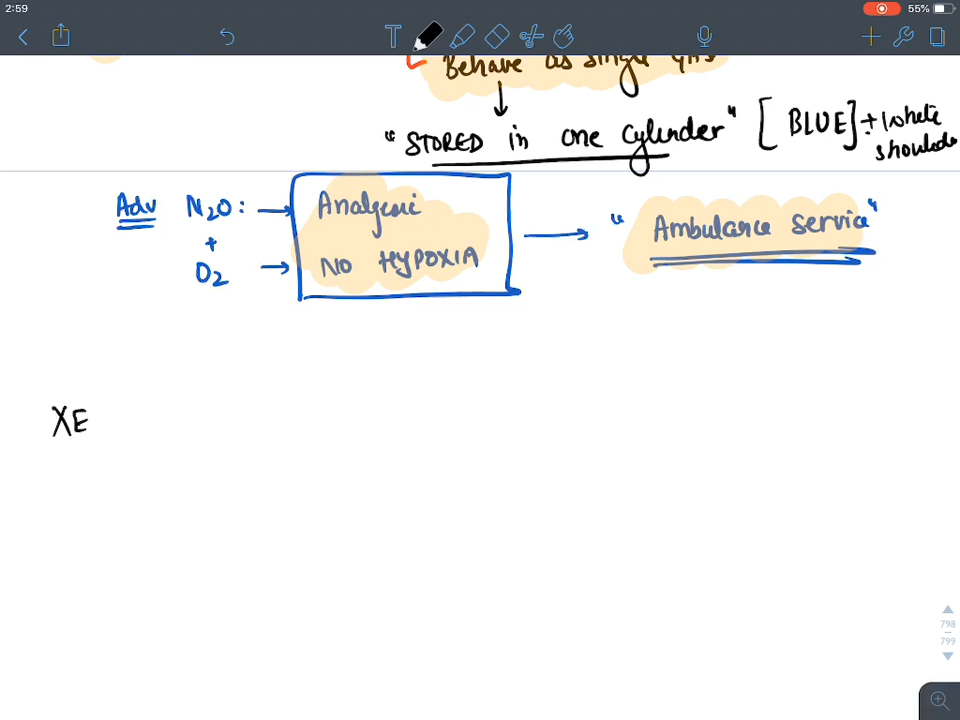 2:59
55%
T
Behave as single
"STORED in one cylinder" [BLUE] + white
Adv N2O: → Analgesic
+
O2 → NO HYPOXIA
→ "Ambulance Service"
XE
798
799